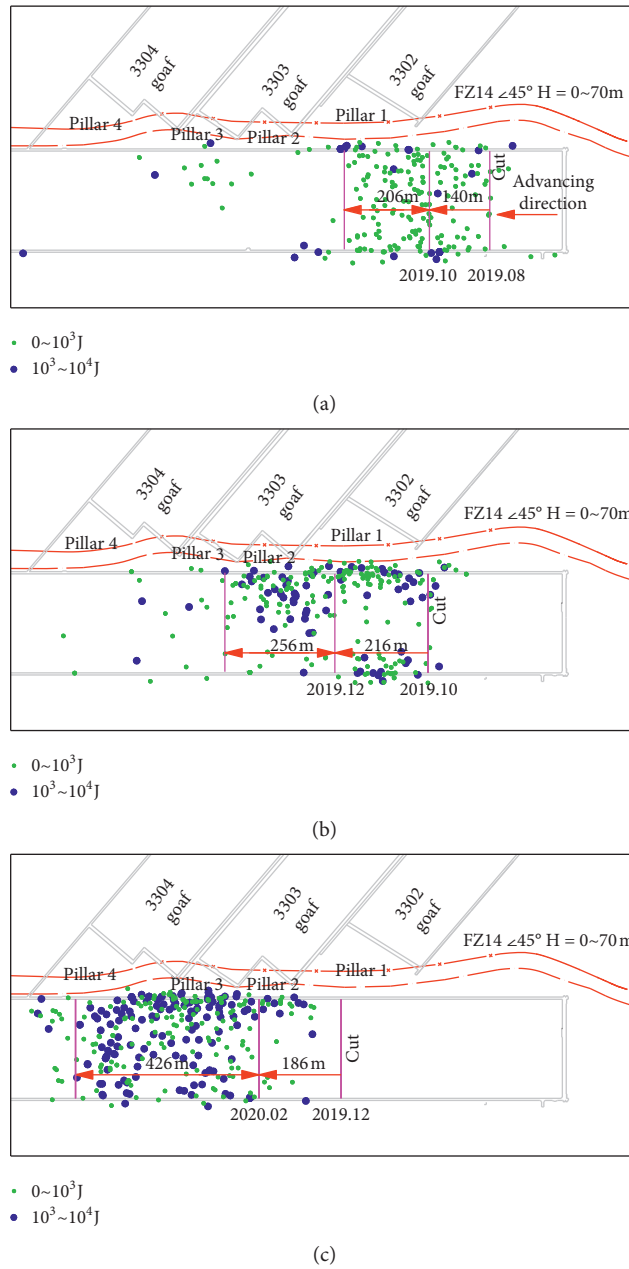 3304
goaf
3303
goaf
3302
goaf
FZ14 ∠45° H = 0~70m
Pillar 4
Pillar 3
Pillar 2
Pillar 1
Cut
Advancing
direction
206m
140m
2019.10
2019.08
0~10³J
10³~10⁴J
(a)
3304
goaf
3303
goaf
3302
goaf
FZ14 ∠45° H = 0~70m
Pillar 4
Pillar 3
Pillar 2
Pillar 1
Cut
256m
216m
2019.12
2019.10
0~10³J
10³~10⁴J
(b)
3304
goaf
3303
goaf
3302
goaf
FZ14 ∠45° H = 0~70m
Pillar 4
Pillar 3
Pillar 2
Pillar 1
Cut
426m
186m
2020.02
2019.12
0~10³J
10³~10⁴J
(c)